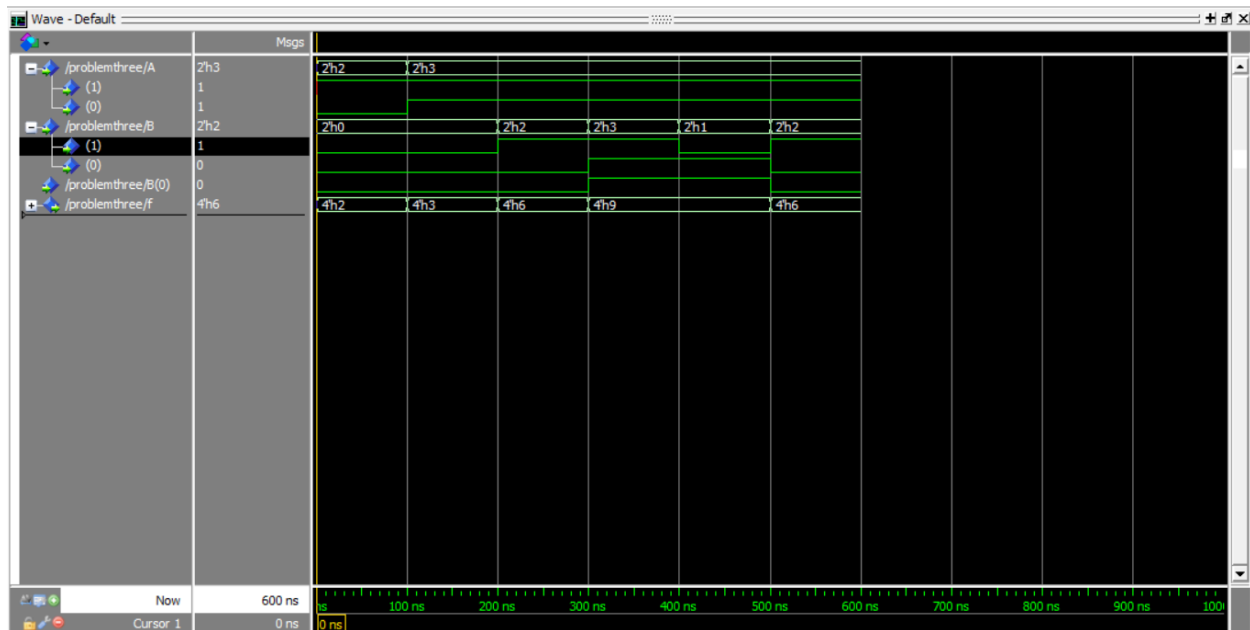 Wave - Default
Msgs
/problemthree/A 2'h3 2'h2 2'h3
(1) 1
(0) 1
/problemthree/B 2'h2 2'h0 2'h2 2'h3 2'h1 2'h2
(1) 1
(0) 0
/problemthree/B(0) 0
/problemthree/f 4'h6 4'h2 4'h3 4'h6 4'h9 4'h6
Now 600 ns ns 100 ns 200 ns 300 ns 400 ns 500 ns 600 ns 700 ns 800 ns 900 ns 100
Cursor 1 0 ns 0 ns